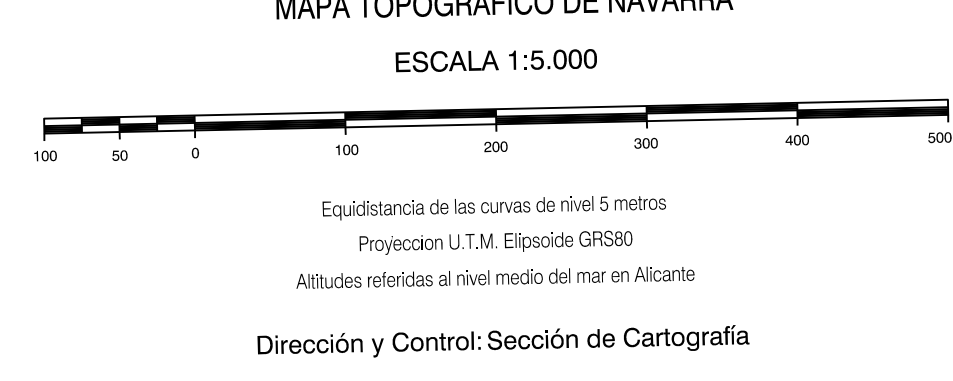 MAPA TOPOGRÁFICO DE NAVARRA
ESCALA 1:5.000
100 50 0 100 200 300 400 500
Equidistancia de las curvas de nivel 5 metros
Proyeccion U.T.M. Elipsoide GRS80
Altitudes referidas al nivel medio del mar en Alicante
Dirección y Control: Sección de Cartografía